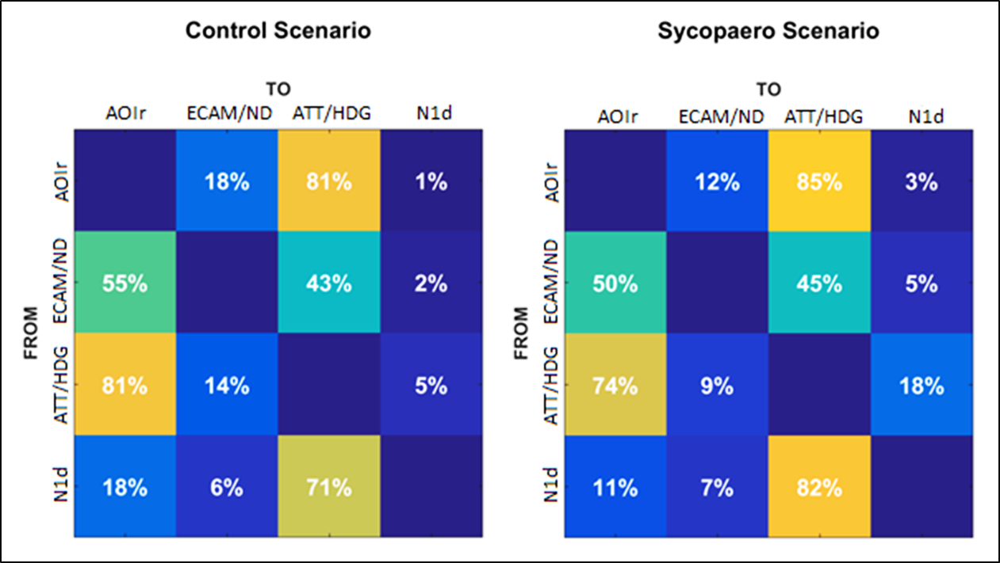 Control Scenario
TO
AOIr ECAM/ND ATT/HDG N1d
FROM
AOIr 18% 81% 1%
ECAM/ND 55% 43% 2%
ATT/HDG 81% 14% 5%
N1d 18% 6% 71%
Sycopaero Scenario
TO
AOIr ECAM/ND ATT/HDG N1d
FROM
AOIr 12% 85% 3%
ECAM/ND 50% 45% 5%
ATT/HDG 74% 9% 18%
N1d 11% 7% 82%